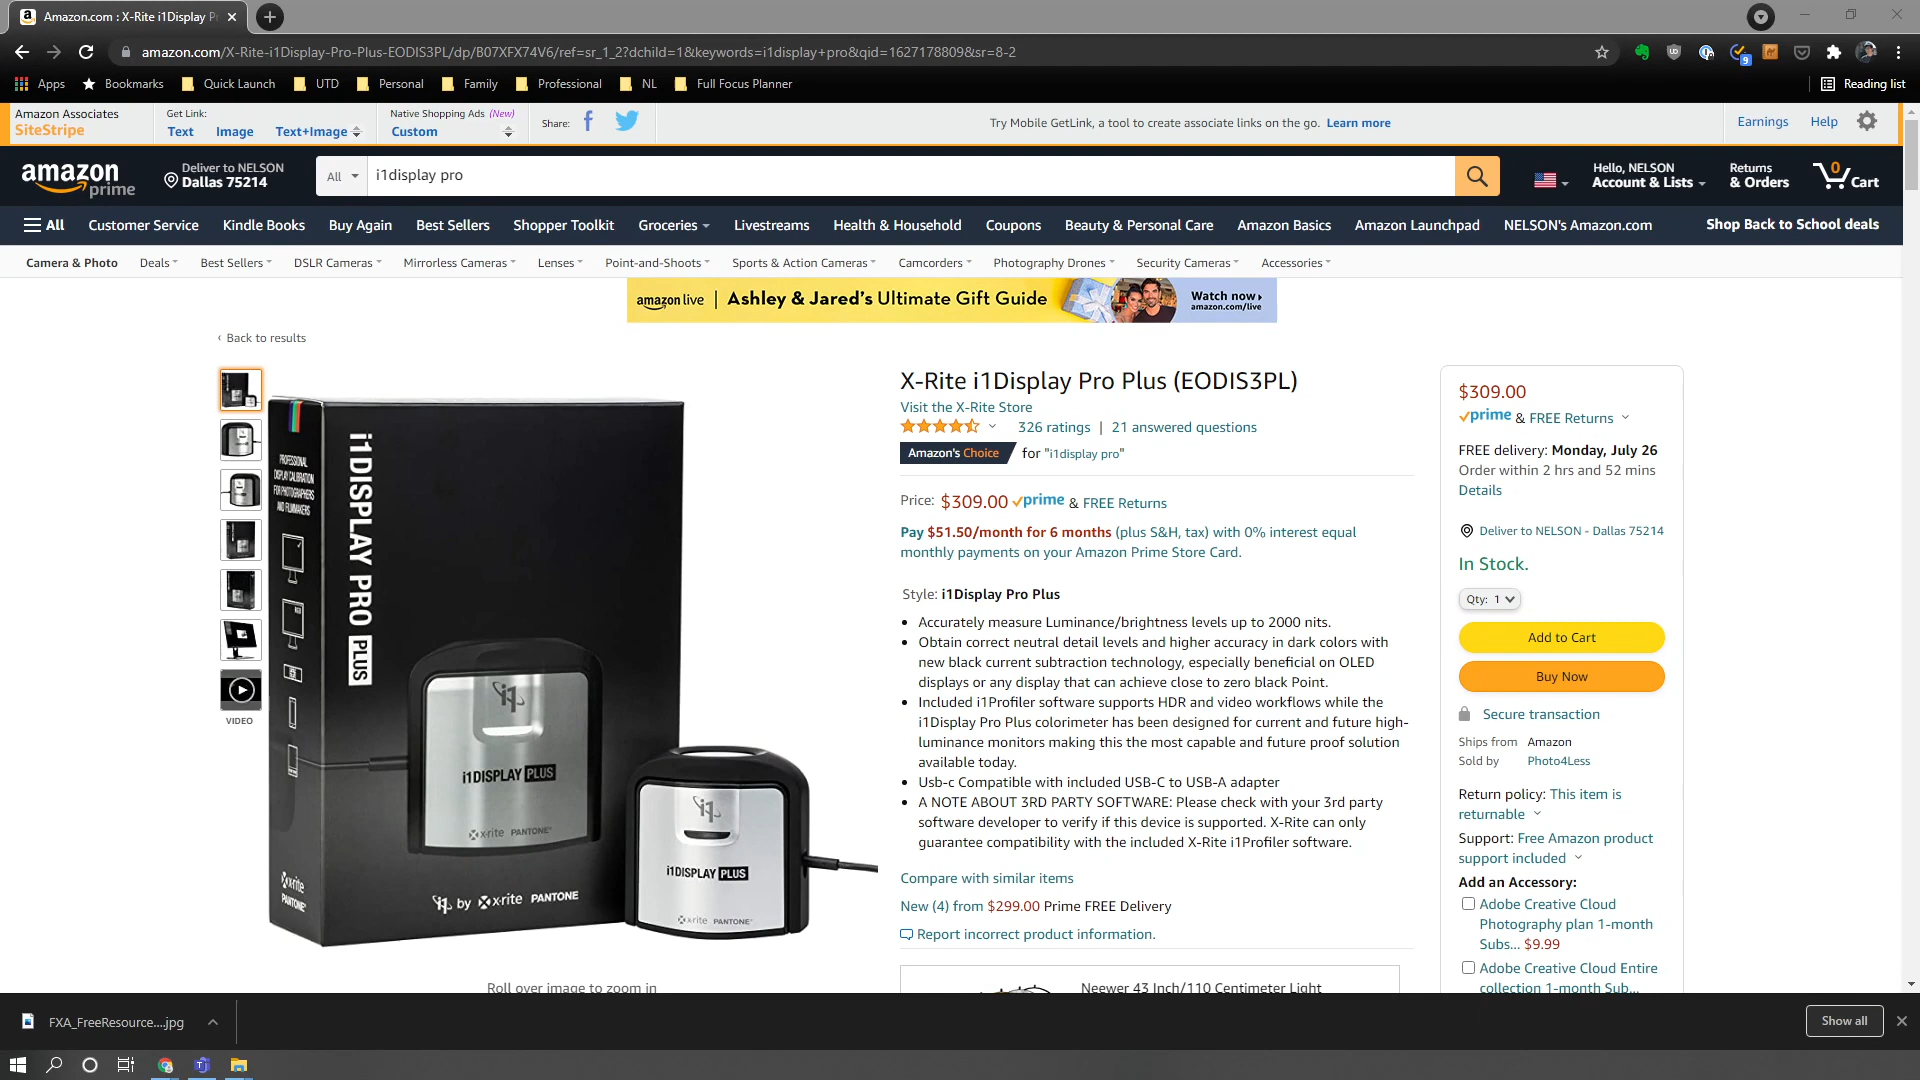 Amazon.com : X-Rite i1Display Pr
amazon.com/X-Rite-i1Display-Pro-Plus-EODIS3PL/dp/B07XFX74V6/ref=sr_1_2?dchild=1&keywords=i1display+pro&qid=1627178809&sr=8-2
9
Apps Bookmarks Quick Launch UTD Personal Family Professional NL Full Focus Planner Reading list
Amazon Associates
SiteStripe
Get Link:
Text Image Text+Image
Native Shopping Ads (New)
Custom
Share:
Try Mobile GetLink, a tool to create associate links on the go. Learn more
Earnings Help
amazon
prime
Deliver to NELSON
Dallas 75214
All i1display pro
Hello, NELSON
Account & Lists
Returns
& Orders
0
Cart
All Customer Service Kindle Books Buy Again Best Sellers Shopper Toolkit Groceries Livestreams Health & Household Coupons Beauty & Personal Care Amazon Basics Amazon Launchpad NELSON's Amazon.com Shop Back to School deals
Camera & Photo Deals Best Sellers DSLR Cameras Mirrorless Cameras Lenses Point-and-Shoots Sports & Action Cameras Camcorders Photography Drones Security Cameras Accessories
amazon live | Ashley & Jared's Ultimate Gift Guide
Watch now
amazon.com/live
‹ Back to results
VIDEO
PROFESSIONAL
DISPLAY CALIBRATION
FOR PHOTOGRAPHERS
AND FILMMAKERS
i1DISPLAY PRO PLUS
i1
i1DISPLAY PLUS
x·rite PANTONE®
x·rite
PANTONE®
i1 by x·rite PANTONE®
i1
i1DISPLAY PLUS
x·rite PANTONE®
Roll over image to zoom in
X-Rite i1Display Pro Plus (EODIS3PL)
Visit the X-Rite Store
326 ratings | 21 answered questions
Amazon's Choice for "i1display pro"
Price: $309.00 prime & FREE Returns
Pay $51.50/month for 6 months (plus S&H, tax) with 0% interest equal
monthly payments on your Amazon Prime Store Card.
Style: i1Display Pro Plus
• Accurately measure Luminance/brightness levels up to 2000 nits.
• Obtain correct neutral detail levels and higher accuracy in dark colors with
new black current subtraction technology, especially beneficial on OLED
displays or any display that can achieve close to zero black Point.
• Included i1Profiler software supports HDR and video workflows while the
i1Display Pro Plus colorimeter has been designed for current and future high-
luminance monitors making this the most capable and future proof solution
available today.
• Usb-c Compatible with included USB-C to USB-A adapter
• A NOTE ABOUT 3RD PARTY SOFTWARE: Please check with your 3rd party
software developer to verify if this device is supported. X-Rite can only
guarantee compatibility with the included X-Rite i1Profiler software.
Compare with similar items
New (4) from $299.00 Prime FREE Delivery
Report incorrect product information.
Neewer 43 Inch/110 Centimeter Light
$309.00
prime & FREE Returns
FREE delivery: Monday, July 26
Order within 2 hrs and 52 mins
Details
Deliver to NELSON - Dallas 75214
In Stock.
Qty: 1
Add to Cart
Buy Now
Secure transaction
Ships from Amazon
Sold by Photo4Less
Return policy: This item is
returnable
Support: Free Amazon product
support included
Add an Accessory:
Adobe Creative Cloud
Photography plan 1-month
Subs... $9.99
Adobe Creative Cloud Entire
collection 1-month Sub...
FXA_FreeResource....jpg
Show all